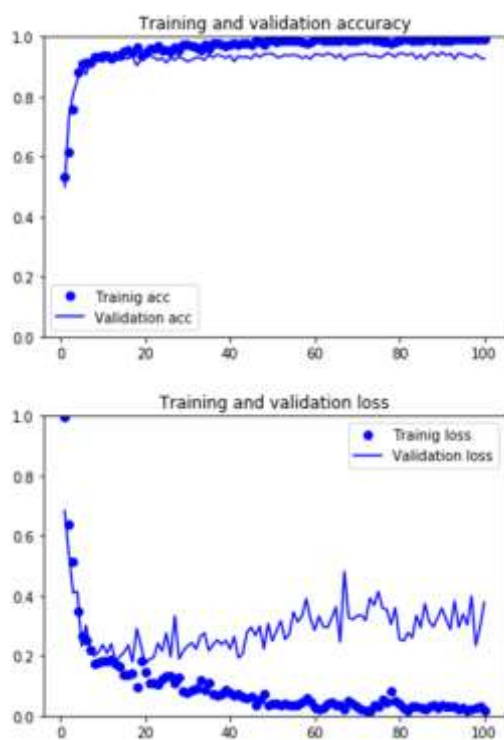 Training and validation accuracy
1.0
0.8
0.6
0.4
0.2
0.0
Trainig acc
Validation acc
0 20 40 60 80 100
Training and validation loss
1.0
0.8
0.6
0.4
0.2
0.0
Trainig loss
Validation loss
0 20 40 60 80 100